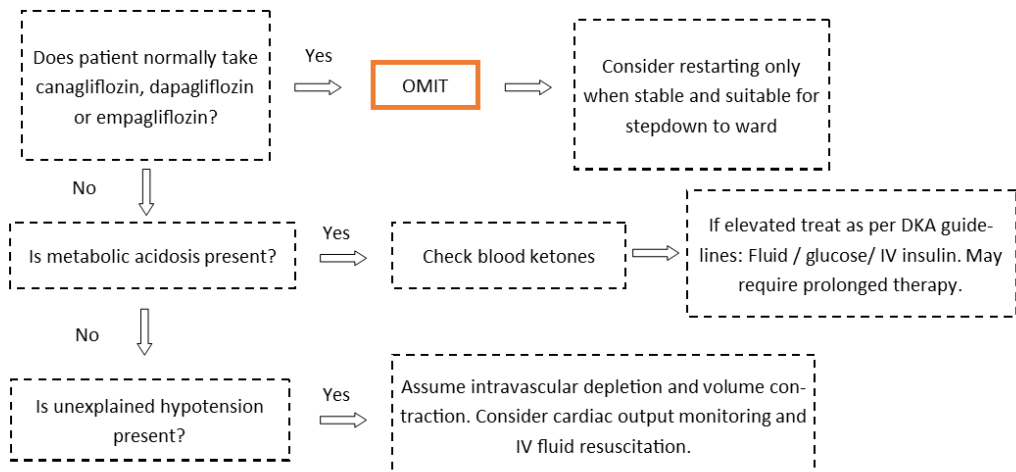 Does patient normally take
canagliflozin, dapagliflozin
or empagliflozin?
Yes
OMIT
Consider restarting only
when stable and suitable for
stepdown to ward
No
Is metabolic acidosis present?
Yes
Check blood ketones
If elevated treat as per DKA guide-
lines: Fluid / glucose/ IV insulin. May
require prolonged therapy.
No
Is unexplained hypotension
present?
Yes
Assume intravascular depletion and volume con-
traction. Consider cardiac output monitoring and
IV fluid resuscitation.